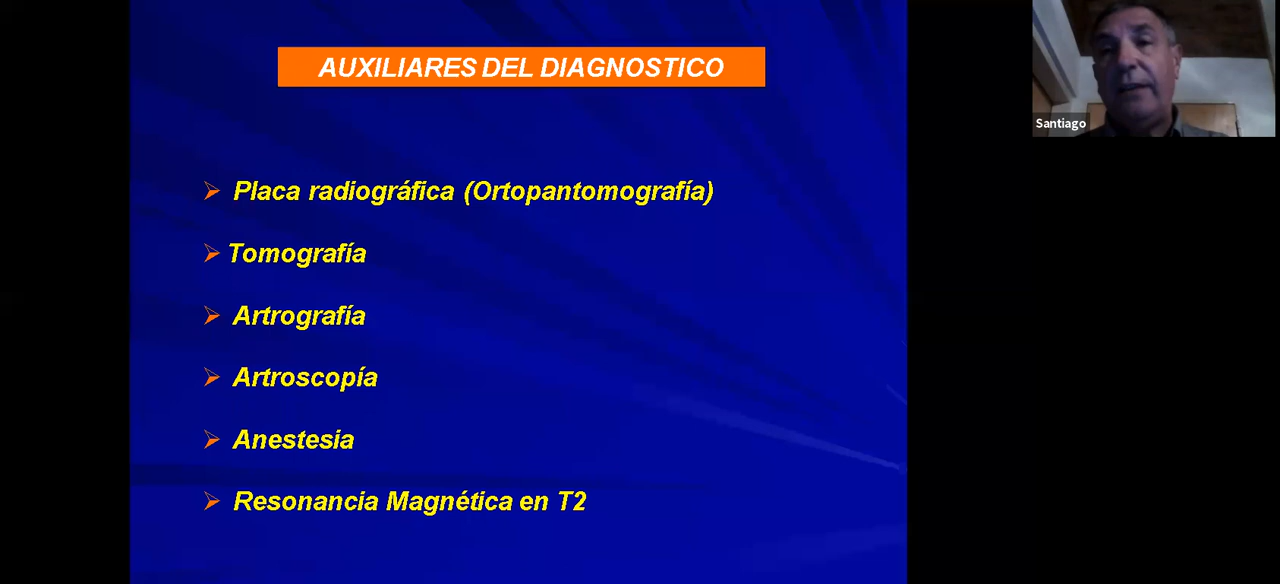 AUXILIARES DEL DIAGNOSTICO
Placa radiográfica (Ortopantomografía)
Tomografía
Artrografía
Artroscopía
Anestesia
Resonancia Magnética en T2
Santiago